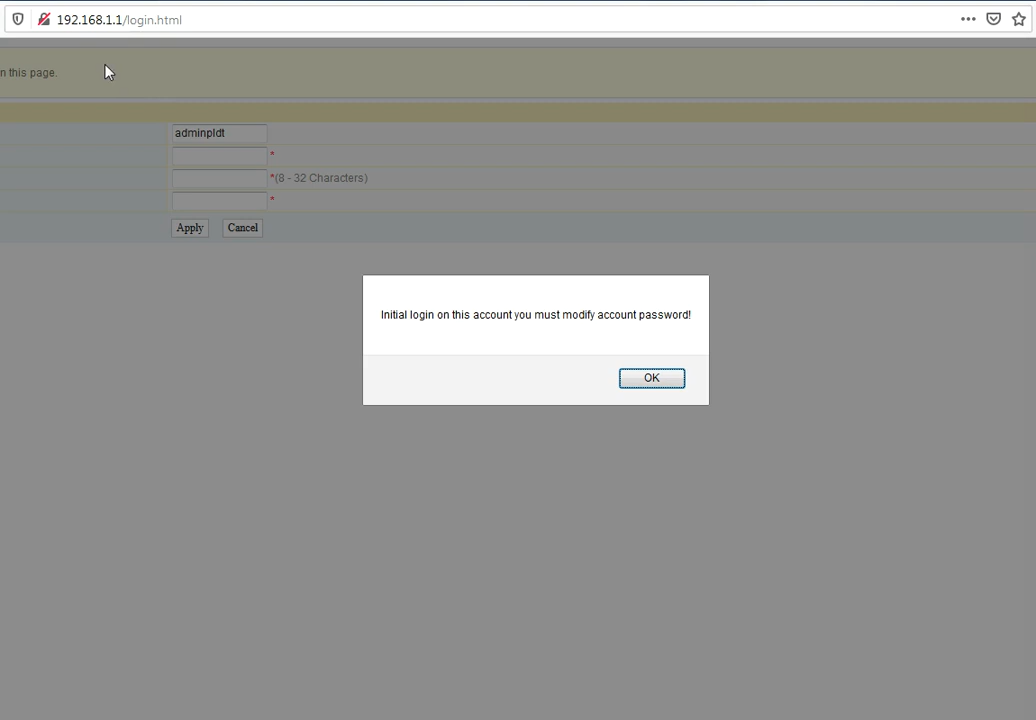 192.168.1.1/login.html
n this page.
adminpldt
*
*(8 - 32 Characters)
*
Apply Cancel
Initial login on this account you must modify account password!
OK